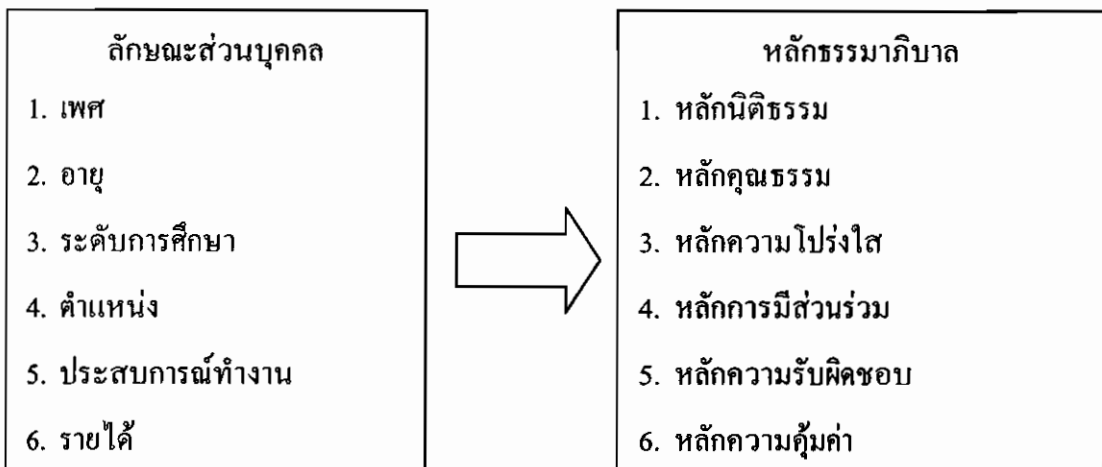 ลักษณะส่วนบุคคล
1. เพศ
2. อายุ
3. ระดับการศึกษา
4. ตำแหน่ง
5. ประสบการณ์ทำงาน
6. รายได้
หลักธรรมาภิบาล
1. หลักนิติธรรม
2. หลักคุณธรรม
3. หลักความโปร่งใส
4. หลักการมีส่วนร่วม
5. หลักความรับผิดชอบ
6. หลักความคุ้มค่า